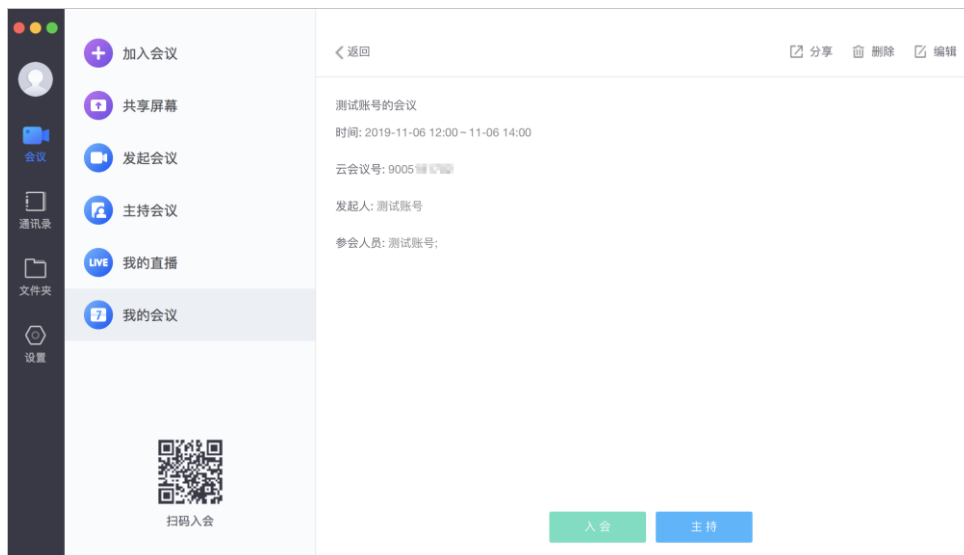 会议
通讯录
文件夹
设置
加入会议
共享屏幕
发起会议
主持会议
LIVE
我的直播
7
我的会议
扫码入会
返回
分享
删除
编辑
测试账号的会议
时间: 2019-11-06 12:00 ~ 11-06 14:00
云会议号: 9005
发起人: 测试账号
参会人员: 测试账号;
入会
主持